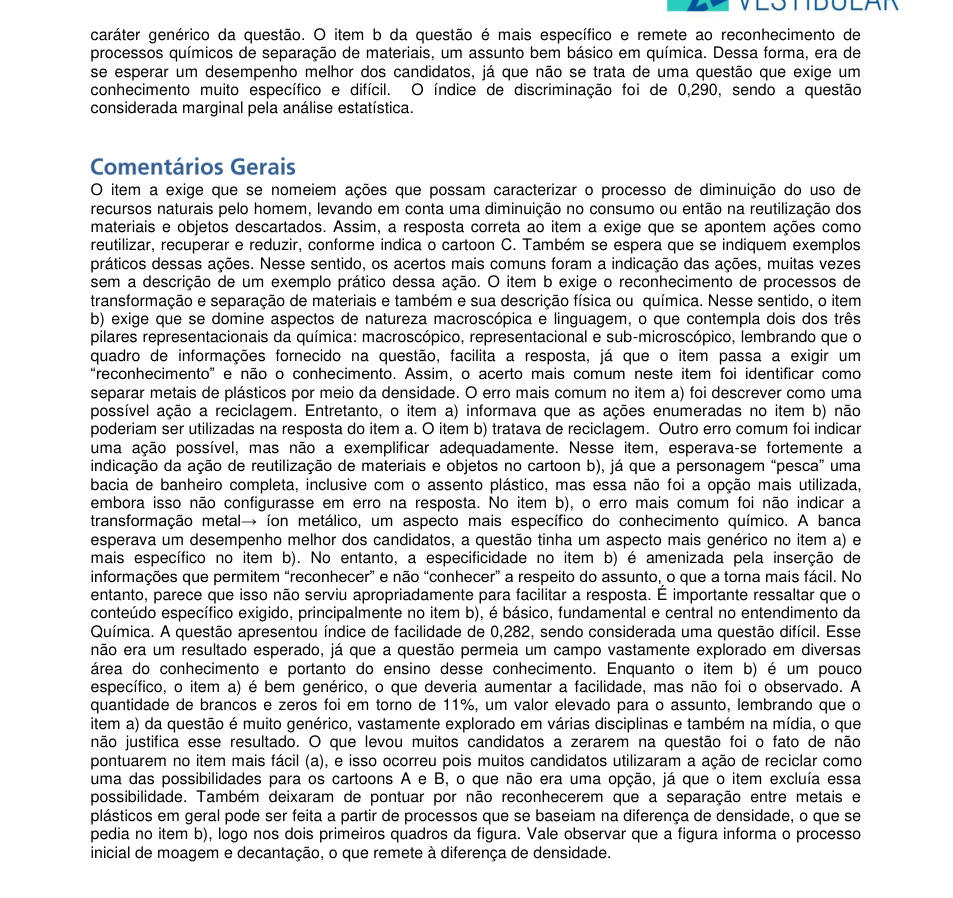 VESTIBULAR
caráter genérico da questão. O item b da questão é mais específico e remete ao reconhecimento de
processos químicos de separação de materiais, um assunto bem básico em química. Dessa forma, era de
se esperar um desempenho melhor dos candidatos, já que não se trata de uma questão que exige um
conhecimento muito específico e difícil.  O índice de discriminação foi de 0,290, sendo a questão
considerada marginal pela análise estatística.
Comentários Gerais
O item a exige que se nomeiem ações que possam caracterizar o processo de diminuição do uso de
recursos naturais pelo homem, levando em conta uma diminuição no consumo ou então na reutilização dos
materiais e objetos descartados. Assim, a resposta correta ao item a exige que se apontem ações como
reutilizar, recuperar e reduzir, conforme indica o cartoon C. Também se espera que se indiquem exemplos
práticos dessas ações. Nesse sentido, os acertos mais comuns foram a indicação das ações, muitas vezes
sem a descrição de um exemplo prático dessa ação. O item b exige o reconhecimento de processos de
transformação e separação de materiais e também e sua descrição física ou  química. Nesse sentido, o item
b) exige que se domine aspectos de natureza macroscópica e linguagem, o que contempla dois dos três
pilares representacionais da química: macroscópico, representacional e sub-microscópico, lembrando que o
quadro de informações fornecido na questão, facilita a resposta, já que o item passa a exigir um
“reconhecimento” e não o conhecimento. Assim, o acerto mais comum neste item foi identificar como
separar metais de plásticos por meio da densidade. O erro mais comum no item a) foi descrever como uma
possível ação a reciclagem. Entretanto, o item a) informava que as ações enumeradas no item b) não
poderiam ser utilizadas na resposta do item a. O item b) tratava de reciclagem.  Outro erro comum foi indicar
uma ação possível, mas não a exemplificar adequadamente. Nesse item, esperava-se fortemente a
indicação da ação de reutilização de materiais e objetos no cartoon b), já que a personagem “pesca” uma
bacia de banheiro completa, inclusive com o assento plástico, mas essa não foi a opção mais utilizada,
embora isso não configurasse em erro na resposta. No item b), o erro mais comum foi não indicar a
transformação metal→ íon metálico, um aspecto mais específico do conhecimento químico. A banca
esperava um desempenho melhor dos candidatos, a questão tinha um aspecto mais genérico no item a) e
mais específico no item b). No entanto, a especificidade no item b) é amenizada pela inserção de
informações que permitem “reconhecer” e não “conhecer” a respeito do assunto, o que a torna mais fácil. No
entanto, parece que isso não serviu apropriadamente para facilitar a resposta. É importante ressaltar que o
conteúdo específico exigido, principalmente no item b), é básico, fundamental e central no entendimento da
Química. A questão apresentou índice de facilidade de 0,282, sendo considerada uma questão difícil. Esse
não era um resultado esperado, já que a questão permeia um campo vastamente explorado em diversas
área do conhecimento e portanto do ensino desse conhecimento. Enquanto o item b) é um pouco
específico, o item a) é bem genérico, o que deveria aumentar a facilidade, mas não foi o observado. A
quantidade de brancos e zeros foi em torno de 11%, um valor elevado para o assunto, lembrando que o
item a) da questão é muito genérico, vastamente explorado em várias disciplinas e também na mídia, o que
não justifica esse resultado. O que levou muitos candidatos a zerarem na questão foi o fato de não
pontuarem no item mais fácil (a), e isso ocorreu pois muitos candidatos utilizaram a ação de reciclar como
uma das possibilidades para os cartoons A e B, o que não era uma opção, já que o item excluía essa
possibilidade. Também deixaram de pontuar por não reconhecerem que a separação entre metais e
plásticos em geral pode ser feita a partir de processos que se baseiam na diferença de densidade, o que se
pedia no item b), logo nos dois primeiros quadros da figura. Vale observar que a figura informa o processo
inicial de moagem e decantação, o que remete à diferença de densidade.